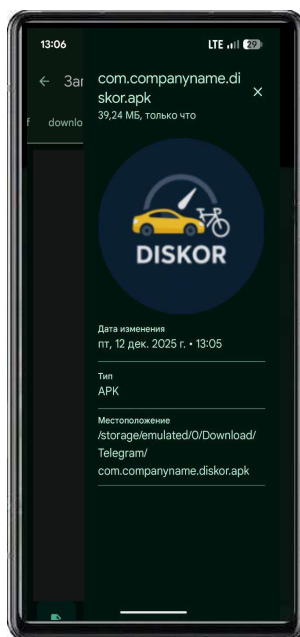 13:06
LTE 29
← Заг
com.companyname.di
skor.apk
39,24 МБ, только что
f downlo
DISKOR
Дата изменения
пт, 12 дек. 2025 г. • 13:05
Тип
APK
Местоположение
/storage/emulated/0/Download/
Telegram/
com.companyname.diskor.apk